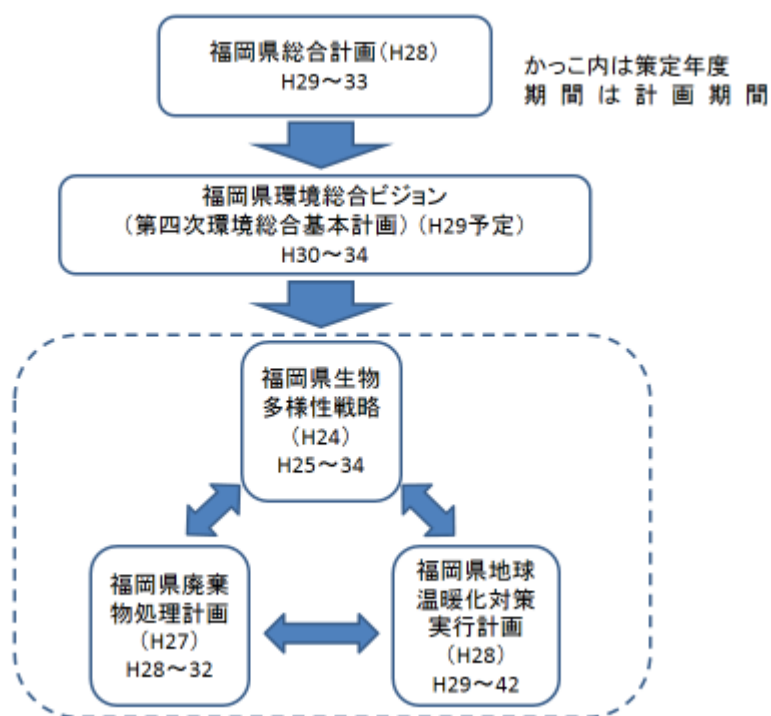 福岡県総合計画(H28)
H29～33
かっこ内は策定年度
期間は計画期間
福岡県環境総合ビジョン
(第四次環境総合基本計画)(H29予定)
H30～34
福岡県生物
多様性戦略
(H24)
H25～34
福岡県廃棄
物処理計画
(H27)
H28～32
福岡県地球
温暖化対策
実行計画
(H28)
H29～42